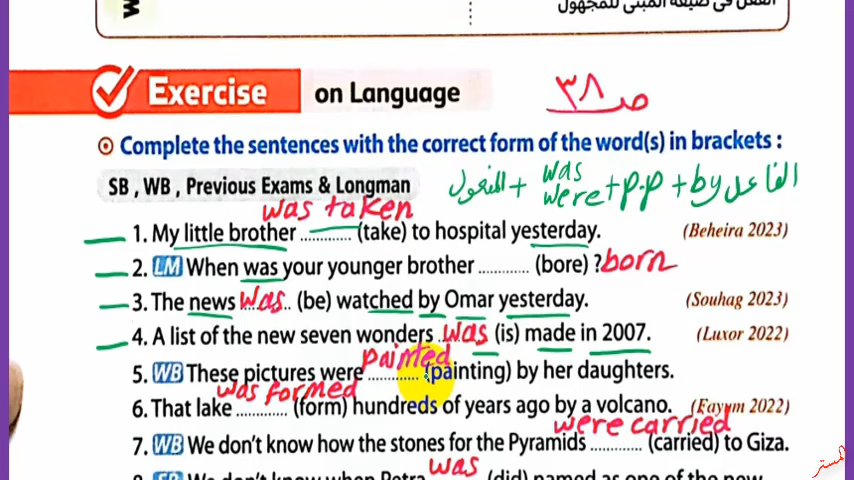 الفعل في صيغة المبني للمجهول
Exercise on Language
ص ٣٨
Complete the sentences with the correct form of the word(s) in brackets :
SB , WB , Previous Exams & Longman
المفعول + was were + p.p + by الفاعل
was taken
1. My little brother ............ (take) to hospital yesterday. (Beheira 2023)
2. LM When was your younger brother ............ (bore) ? born
3. The news was.. (be) watched by Omar yesterday. (Souhag 2023)
4. A list of the new seven wonders .was (is) made in 2007. (Luxor 2022)
painted
5. WB These pictures were ............ (painting) by her daughters.
was formed
6. That lake ............ (form) hundreds of years ago by a volcano. (Fayum 2022)
were carried
7. WB We don't know how the stones for the Pyramids ............ (carried) to Giza.
was
We don't know when Petra (did) named as one of the new
المستر